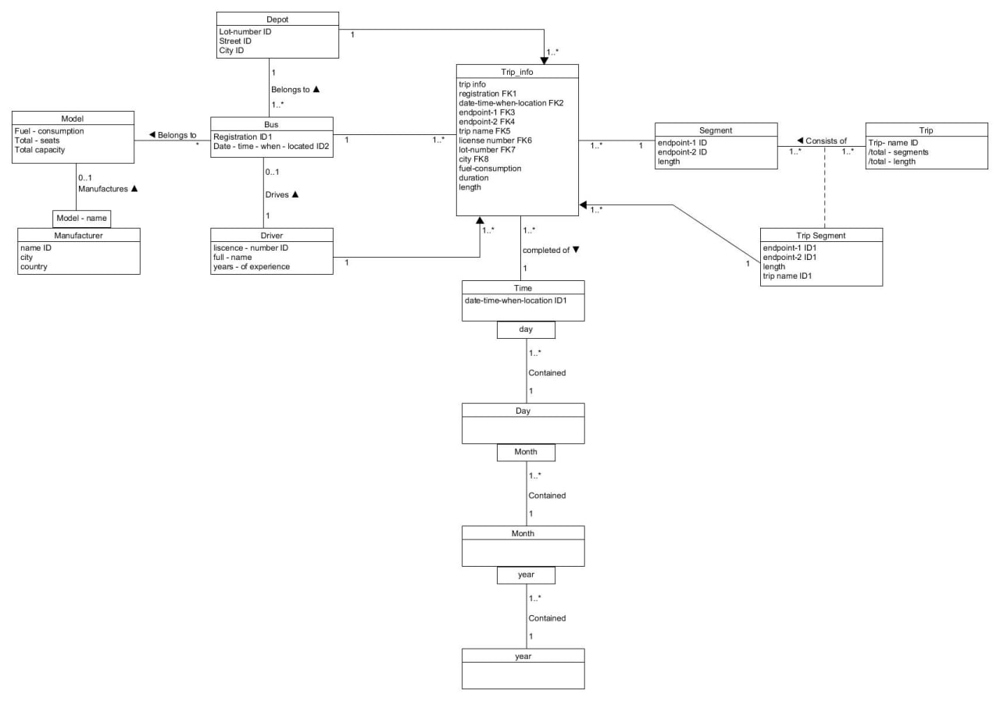 Depot
Lot-number ID
Street ID
City ID
1
1..*
1
Belongs to ▲
1..*
Trip_info
trip info
registration FK1
date-time-when-location FK2
endpoint-1 FK3
endpoint-2 FK4
trip name FK5
license number FK6
lot-number FK7
city FK8
fuel-consumption
duration
length
Model
Fuel - consumption
Total - seats
Total capacity
◄ Belongs to
*
Bus
Registration ID1
Date - time - when - located ID2
1
1..*
Segment
endpoint-1 ID
endpoint-2 ID
length
1..*
1
◄ Consists of
1..*
1..*
Trip
Trip- name ID
/total - segments
/total - length
0..1
Manufactures ▲
Model - name
Manufacturer
name ID
city
country
0..1
Drives ▲
1
Driver
liscence - number ID
full - name
years - of experience
1
1..*
1..*
1
Trip Segment
endpoint-1 ID1
endpoint-2 ID1
length
trip name ID1
1..*
completed of ▼
1
Time
date-time-when-location ID1
day
1..*
Contained
1
Day
Month
1..*
Contained
1
Month
year
1..*
Contained
1
year